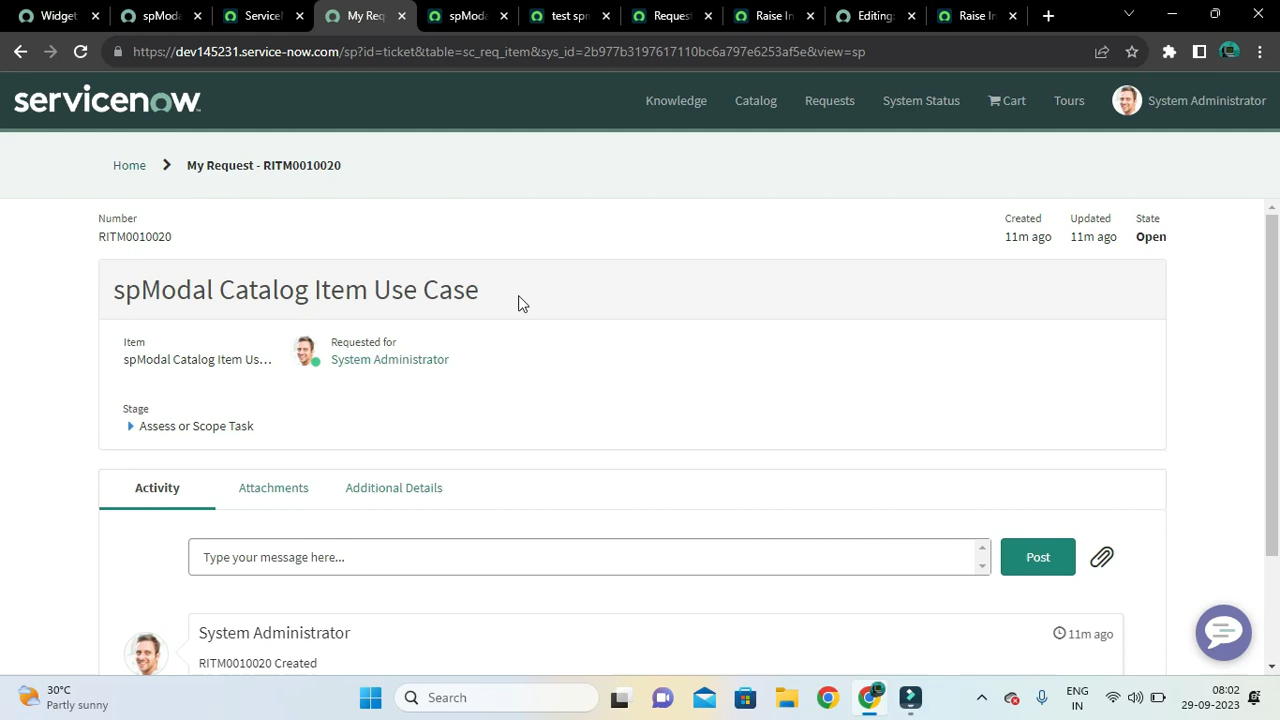 Widget
spMod
Service
My Req
spMod
test spm
Request
Raise In
Editing:
Raise In
https://dev145231.service-now.com/sp?id=ticket&table=sc_req_item&sys_id=2b977b3197617110bc6a797e6253af5e&view=sp
servicenow
Knowledge Catalog Requests System Status Cart Tours System Administrator
Home My Request - RITM0010020
Number
RITM0010020
Created Updated State
11m ago 11m ago Open
spModal Catalog Item Use Case
Item Requested for
spModal Catalog Item Us... System Administrator
Stage
Assess or Scope Task
Activity Attachments Additional Details
Type your message here...
Post
System Administrator 11m ago
RITM0010020 Created
30°C
Partly sunny
Search
ENG
IN
08:02
29-09-2023